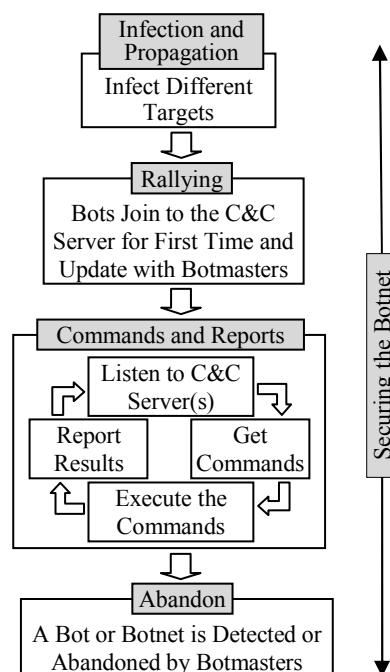 Infection and
Propagation
Infect Different
Targets
Rallying
Bots Join to the C&C
Server for First Time and
Update with Botmasters
Commands and Reports
Listen to C&C
Server(s)
Get
Commands
Execute the
Commands
Report
Results
Abandon
A Bot or Botnet is Detected or
Abandoned by Botmasters
Securing the Botnet